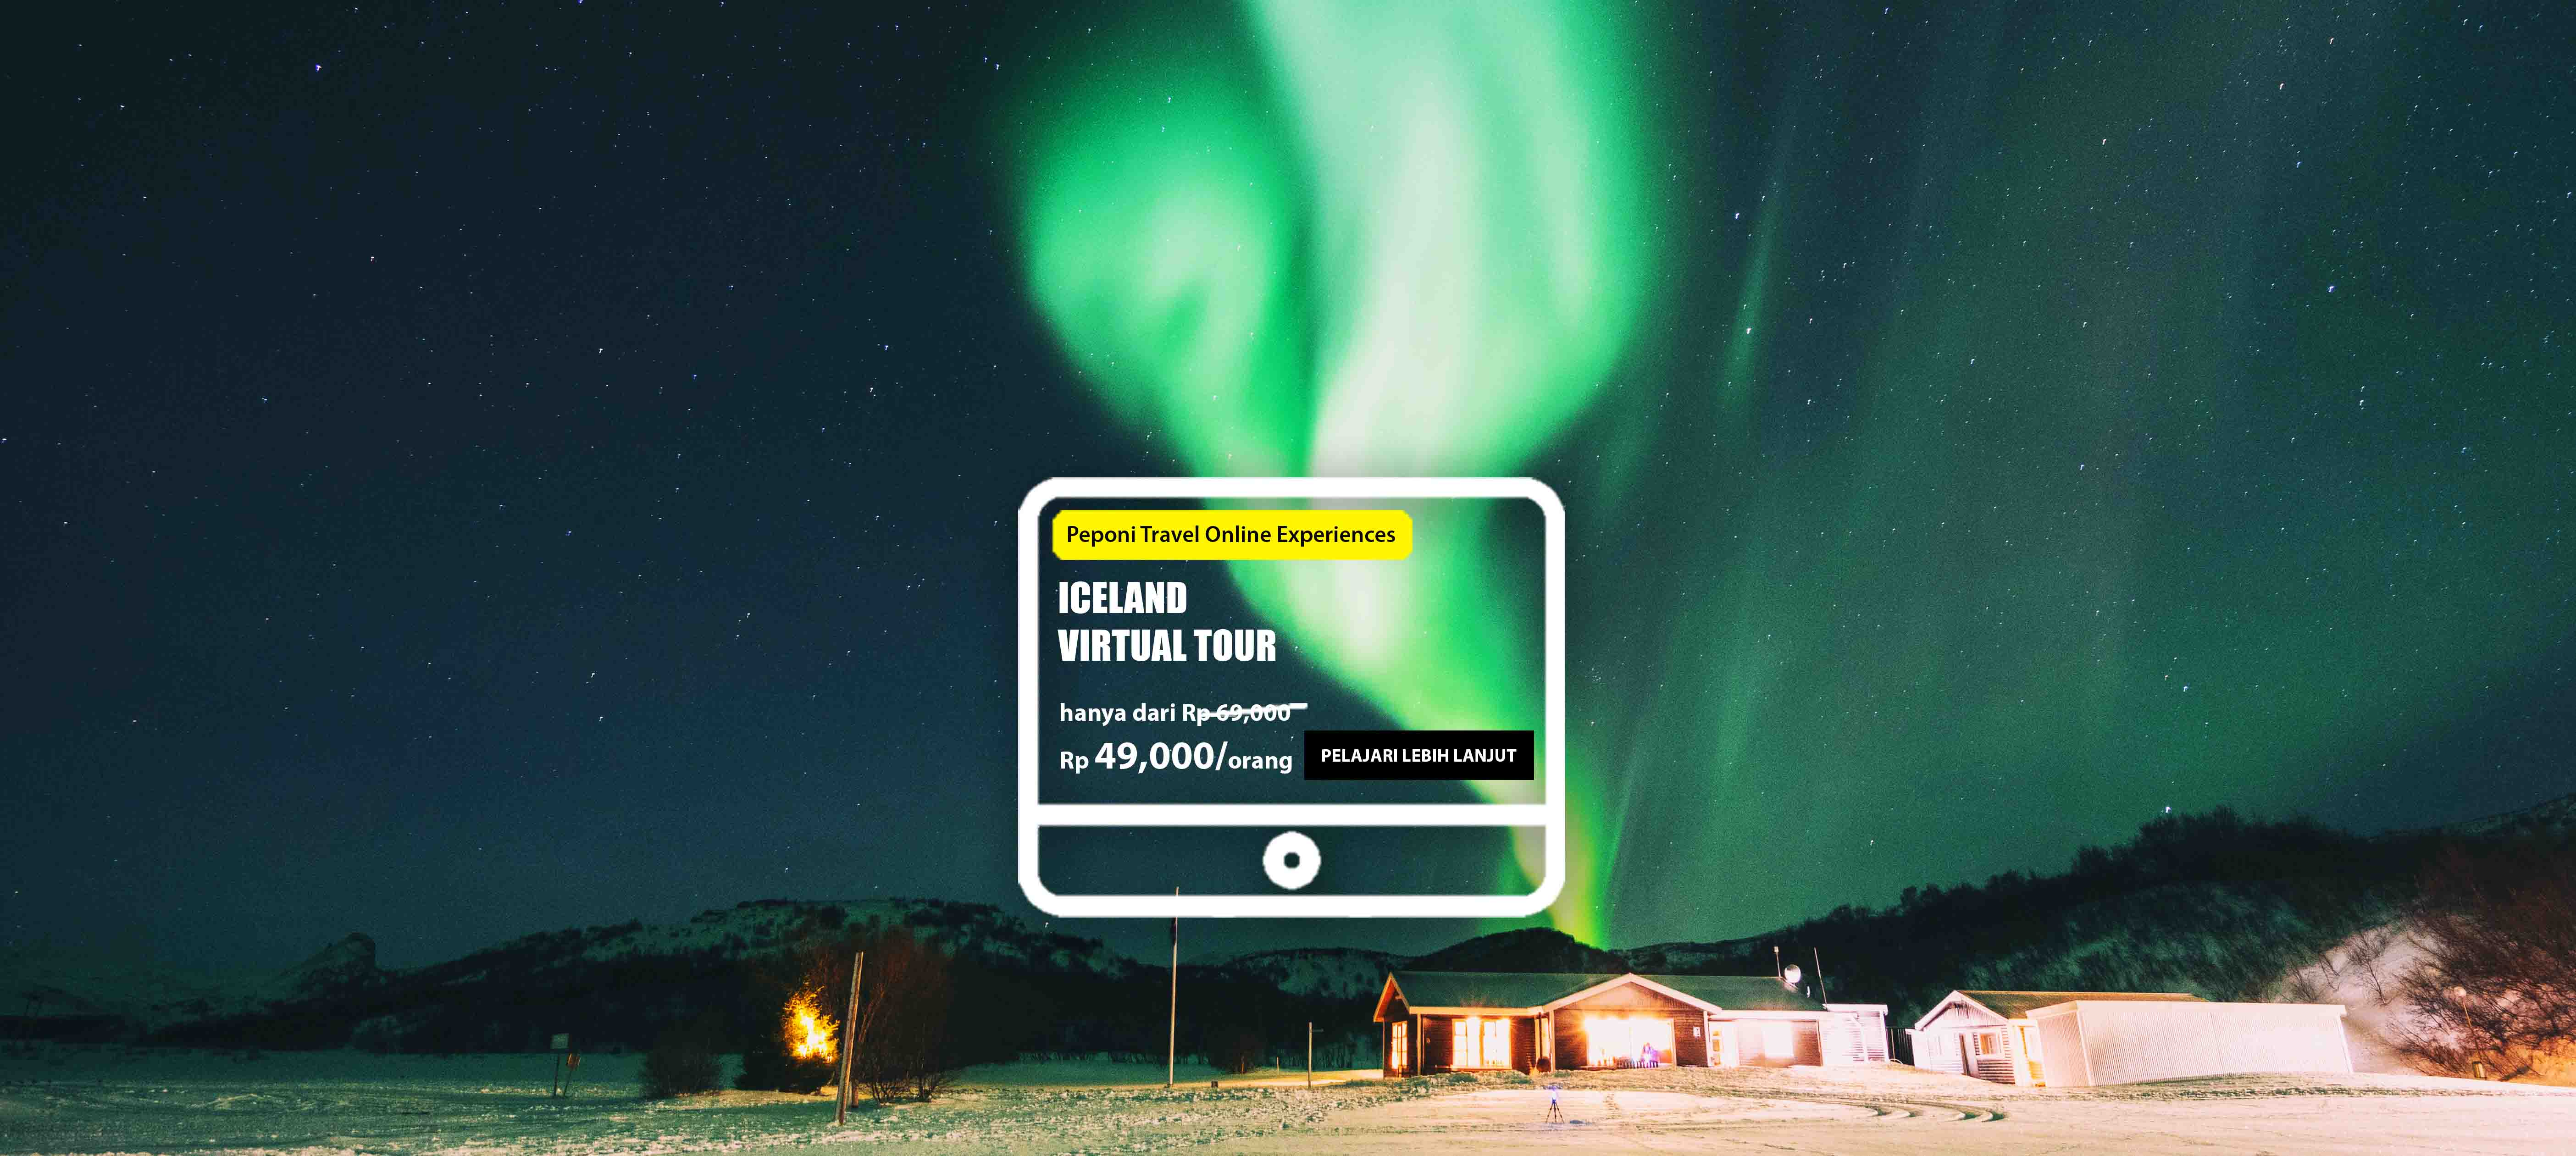 Peponi Travel Online Experiences
ICELAND
VIRTUAL TOUR
hanya dari Rp 69,000
Rp 49,000/orang
PELAJARI LEBIH LANJUT